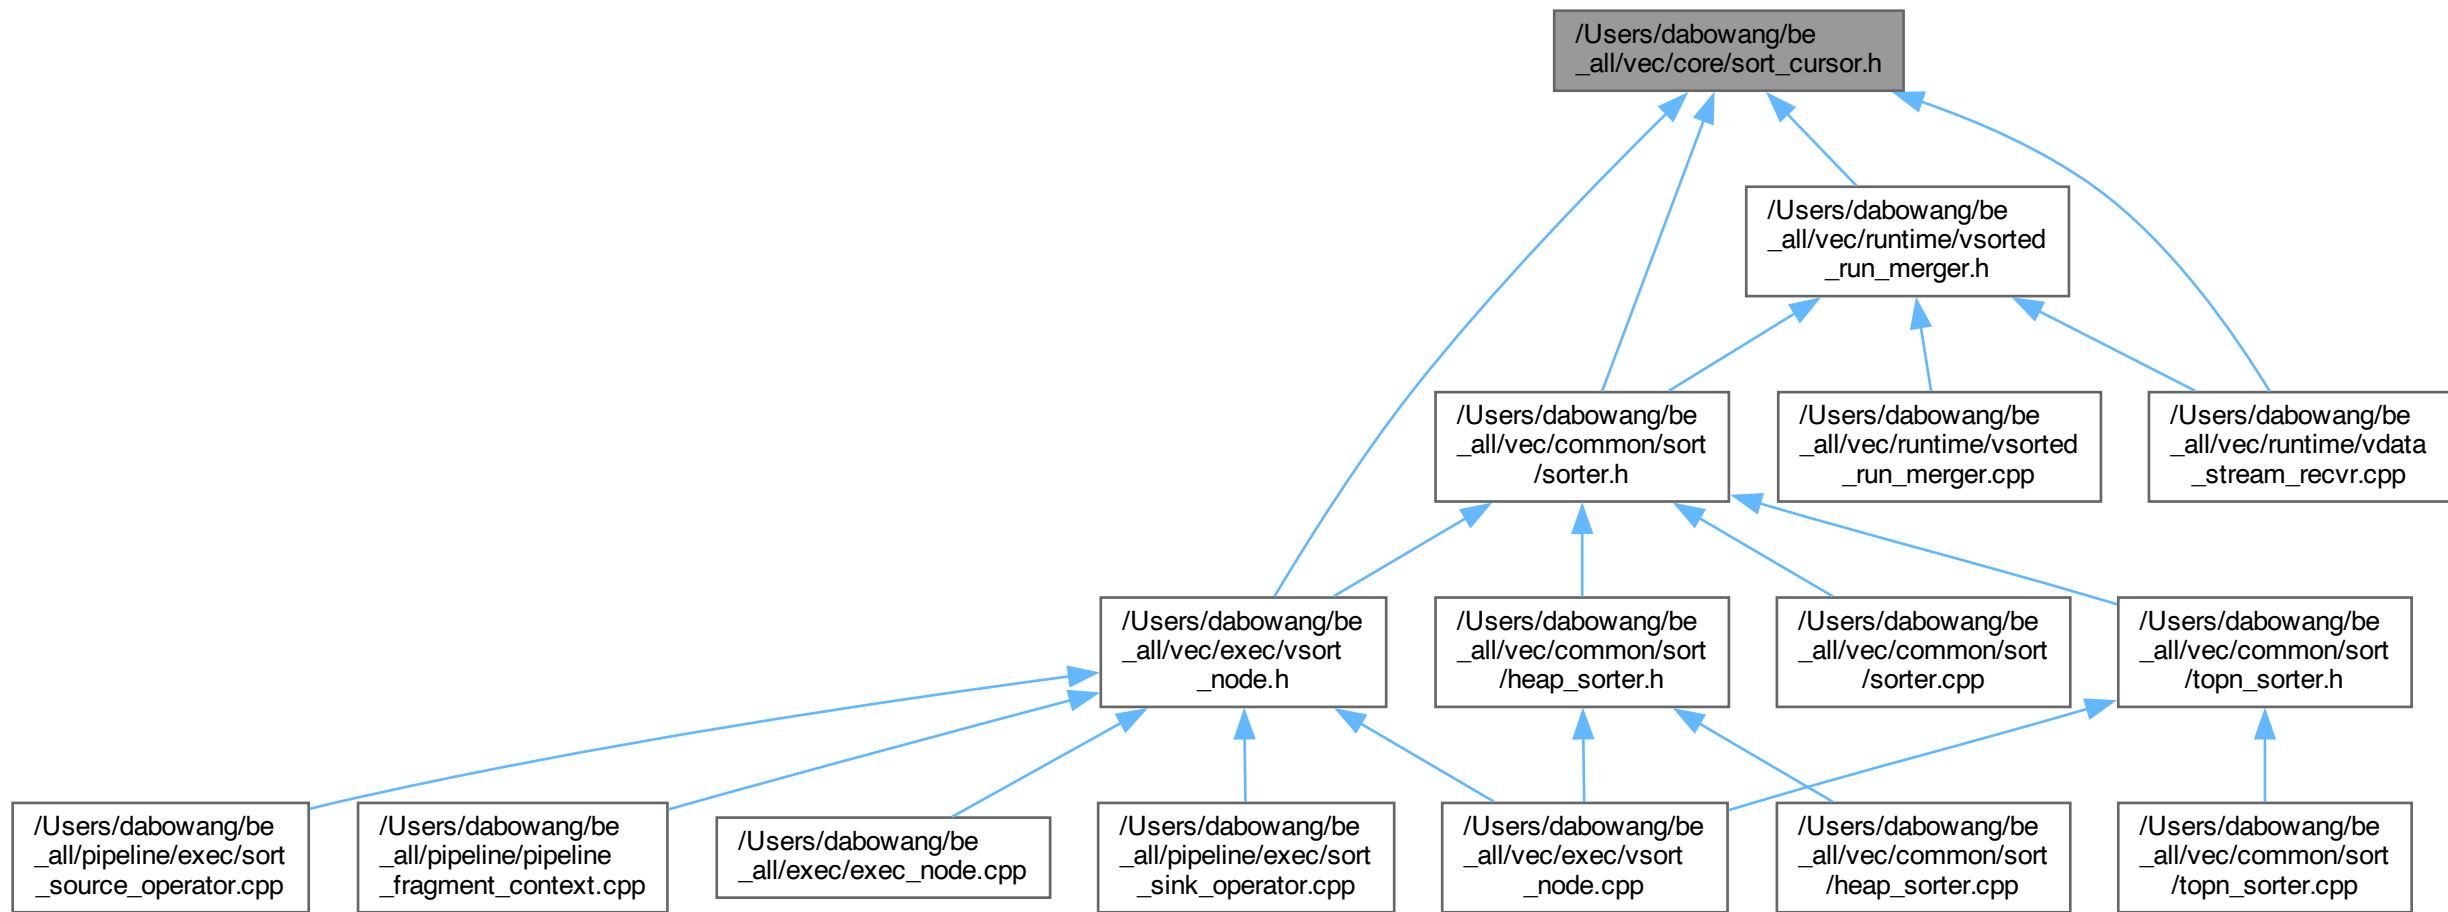 /Users/dabowang/be
_all/vec/core/sort_cursor.h
/Users/dabowang/be
_all/vec/runtime/vsorted
_run_merger.h
/Users/dabowang/be
_all/vec/common/sort
/sorter.h
/Users/dabowang/be
_all/vec/runtime/vsorted
_run_merger.cpp
/Users/dabowang/be
_all/vec/runtime/vdata
_stream_recvr.cpp
/Users/dabowang/be
_all/vec/exec/vsort
_node.h
/Users/dabowang/be
_all/vec/common/sort
/heap_sorter.h
/Users/dabowang/be
_all/vec/common/sort
/sorter.cpp
/Users/dabowang/be
_all/vec/common/sort
/topn_sorter.h
/Users/dabowang/be
_all/pipeline/exec/sort
_source_operator.cpp
/Users/dabowang/be
_all/pipeline/pipeline
_fragment_context.cpp
/Users/dabowang/be
_all/exec/exec_node.cpp
/Users/dabowang/be
_all/pipeline/exec/sort
_sink_operator.cpp
/Users/dabowang/be
_all/vec/exec/vsort
_node.cpp
/Users/dabowang/be
_all/vec/common/sort
/heap_sorter.cpp
/Users/dabowang/be
_all/vec/common/sort
/topn_sorter.cpp